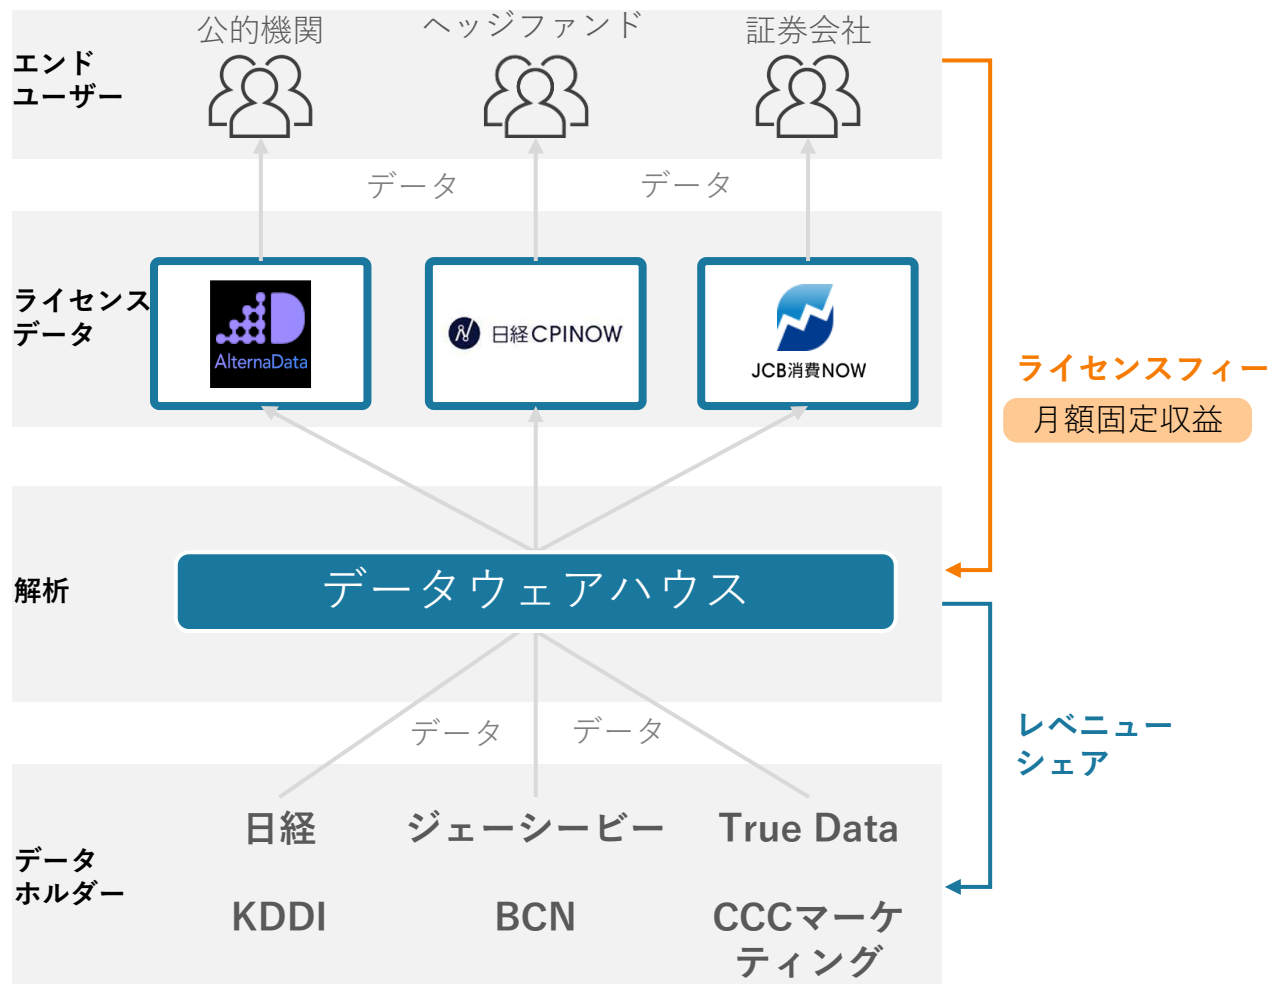 公的機関
ヘッジファンド
証券会社
エンド
ユーザー
データ
データ
ライセンス
データ
AlternaData
日経CPINOW
JCB消費NOW
ライセンスフィー
月額固定収益
解析
データウェアハウス
データ
データ
レベニュー
シェア
データ
ホルダー
日経
ジェーシービー
True Data
KDDI
BCN
CCCマーケ
ティング